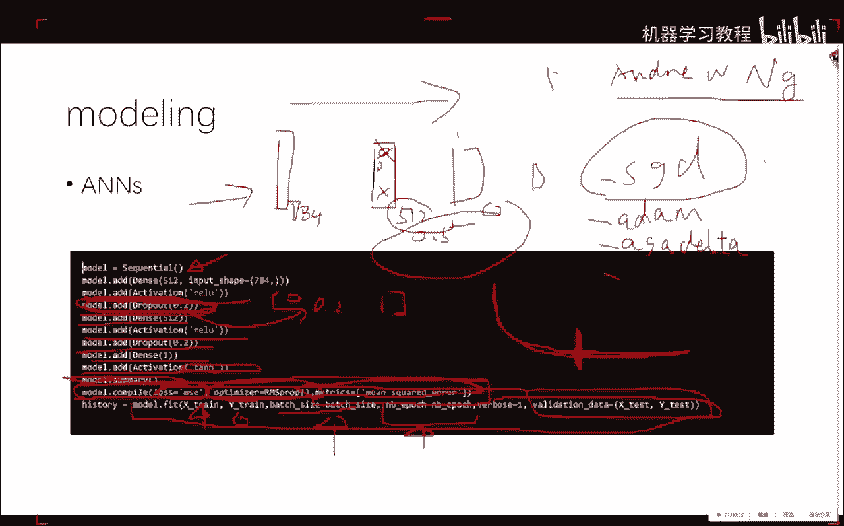 机器学习教程 bilibili
Andrew Ng
modeling
• ANNs
- sgd
784
512
- adam
0.5
model = Sequential()
model.add(Dense(512, input_shape=(784,)))
model.add(Activation('relu'))
model.add(Dropout(0.2))
model.add(Dense(512))
model.add(Activation('relu'))
model.add(Dropout(0.2))
model.add(Dense(1))
model.add(Activation('tanh'))
model.summary()
model.compile(loss='mse', optimizer=RMSprop(),metrics=['mean_squared_error'])
history = model.fit(X_train, Y_train,batch_size=batch_size, nb_epoch=nb_epoch,verbose=1, validation_data=(X_test, Y_test))